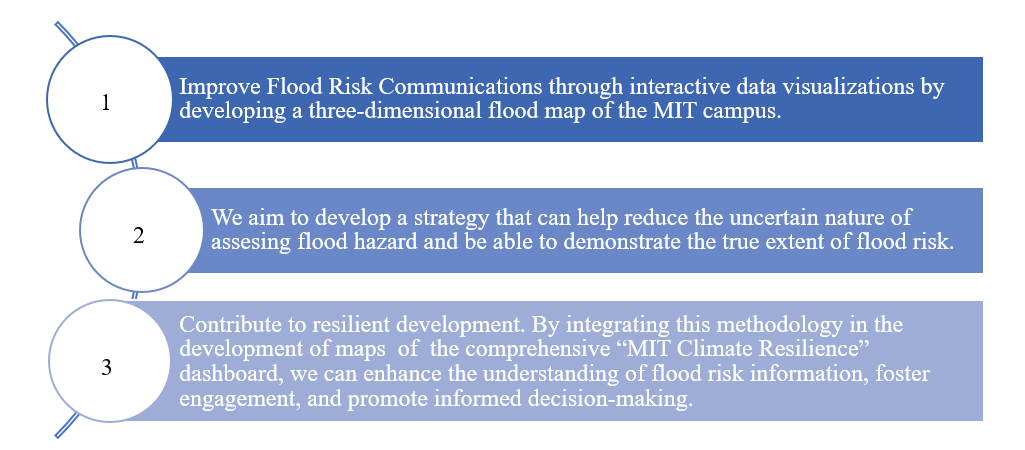 1
Improve Flood Risk Communications through interactive data visualizations by
developing a three-dimensional flood map of the MIT campus.
2
We aim to develop a strategy that can help reduce the uncertain nature of
assesing flood hazard and be able to demonstrate the true extent of flood risk.
3
Contribute to resilient development. By integrating this methodology in the
development of maps  of  the comprehensive “MIT Climate Resilience”
dashboard, we can enhance the understanding of flood risk information, foster
engagement, and promote informed decision-making.